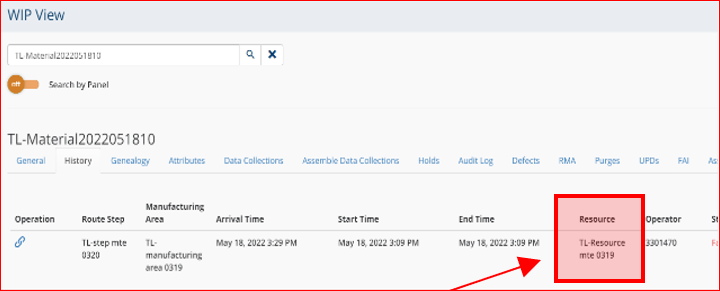 WIP View
TL-Material2022051810
off
Search by Panel
TL-Material2022051810
General History Genealogy Attributes Data Collections Assemble Data Collections Holds Audit Log Defects RMA Purges UPDs FAI As
Operation Route Step Manufacturing Area Arrival Time Start Time End Time Resource Operator St
TL-step mte 0320 TL-manufacturing area 0319 May 18, 2022 3:29 PM May 18, 2022 3:09 PM May 18, 2022 3:09 PM TL-Resource mte 0319 3301470